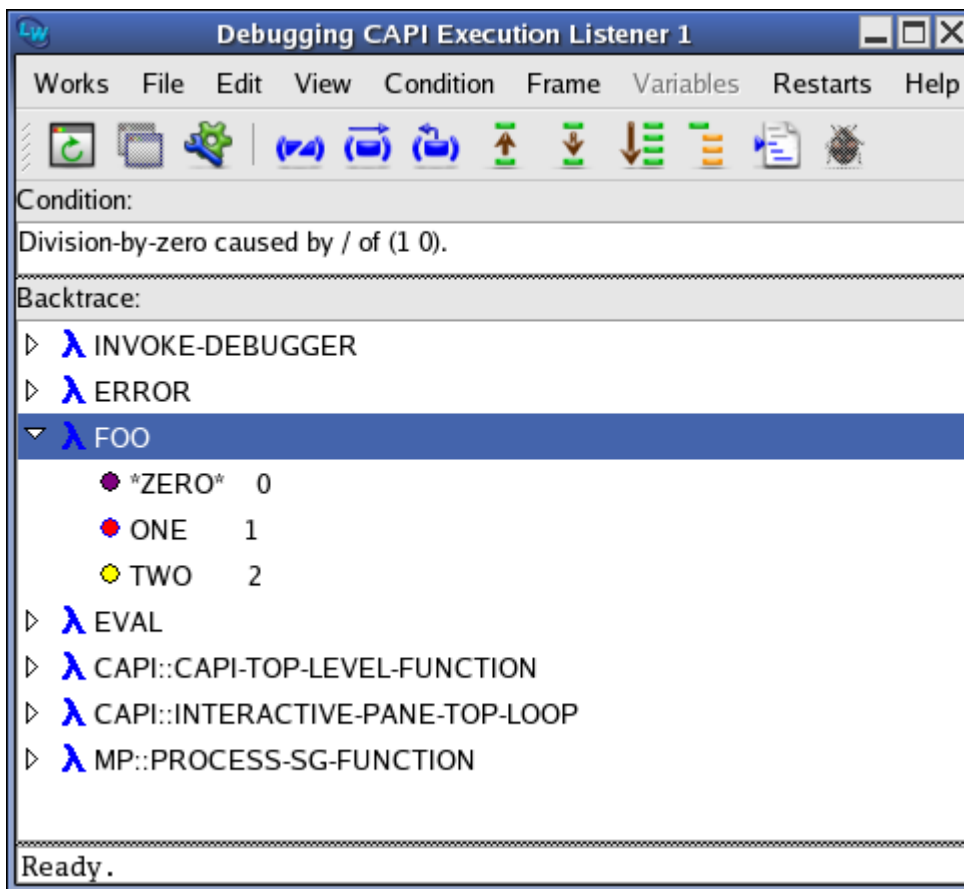 LW Debugging CAPI Execution Listener 1
Works File Edit View Condition Frame Variables Restarts Help
Condition:
Division-by-zero caused by / of (1 0).
Backtrace:
λ INVOKE-DEBUGGER
λ ERROR
λ FOO
*ZERO* 0
ONE 1
TWO 2
λ EVAL
λ CAPI::CAPI-TOP-LEVEL-FUNCTION
λ CAPI::INTERACTIVE-PANE-TOP-LOOP
λ MP::PROCESS-SG-FUNCTION
Ready.